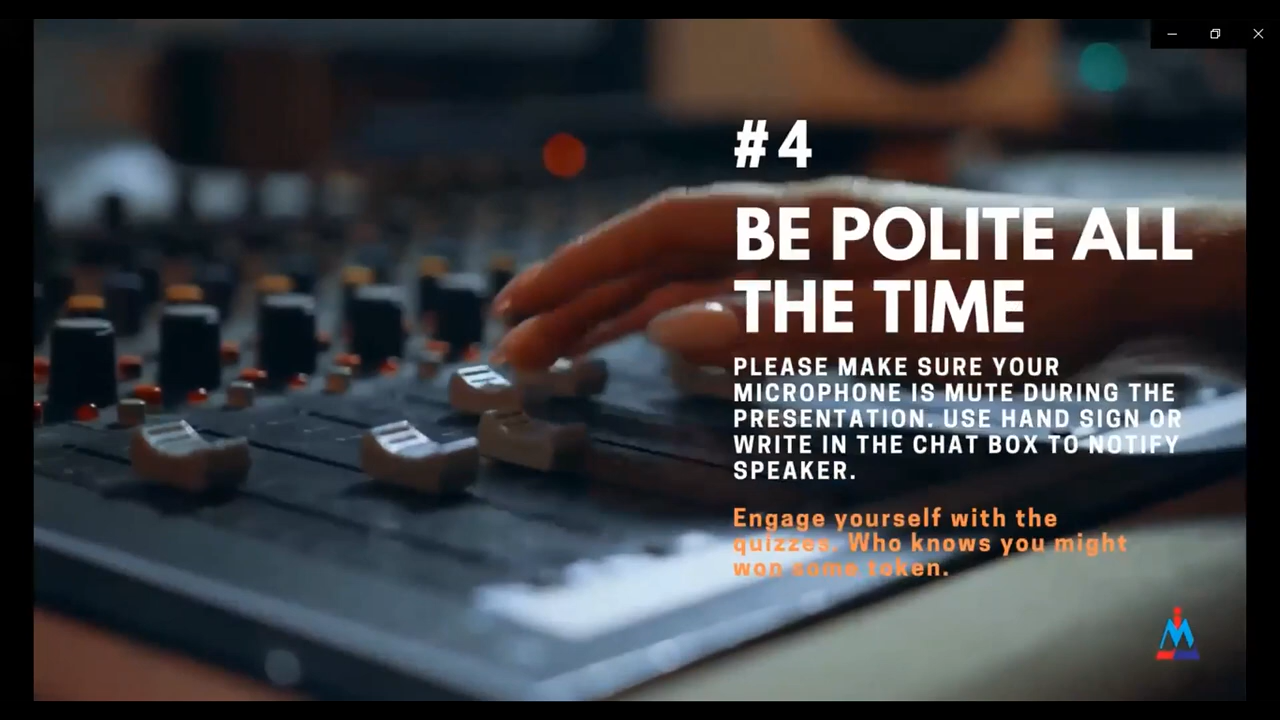 #4
BE POLITE ALL
THE TIME
PLEASE MAKE SURE YOUR
MICROPHONE IS MUTE DURING THE
PRESENTATION. USE HAND SIGN OR
WRITE IN THE CHAT BOX TO NOTIFY
SPEAKER.
Engage yourself with the
quizzes. Who knows you might
won some token.